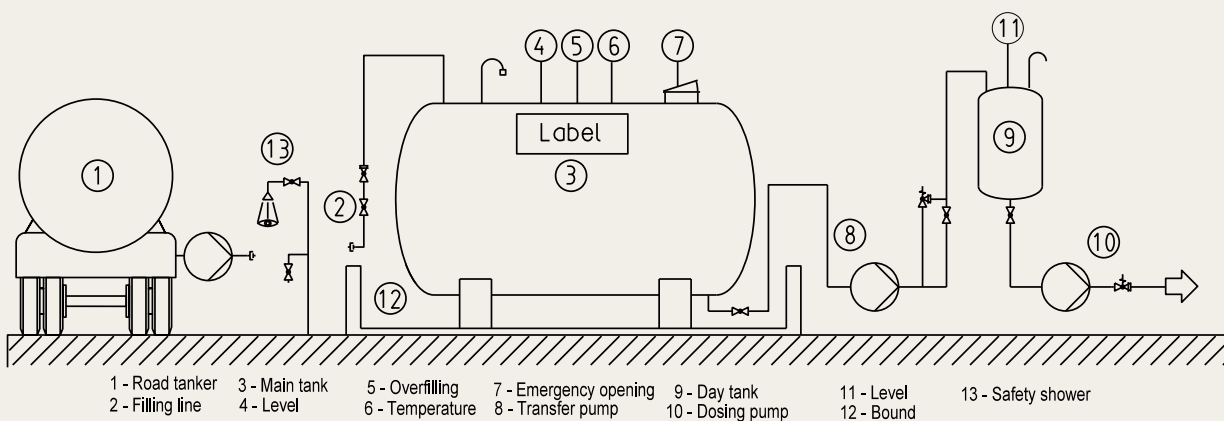 11
4
5
6
7
Label
9
13
1
3
2
8
10
12
1 - Road tanker
3 - Main tank
5 - Overfilling
7 - Emergency opening
9 - Day tank
11 - Level
13 - Safety shower
2 - Filling line
4 - Level
6 - Temperature
8 - Transfer pump
10 - Dosing pump
12 - Bound